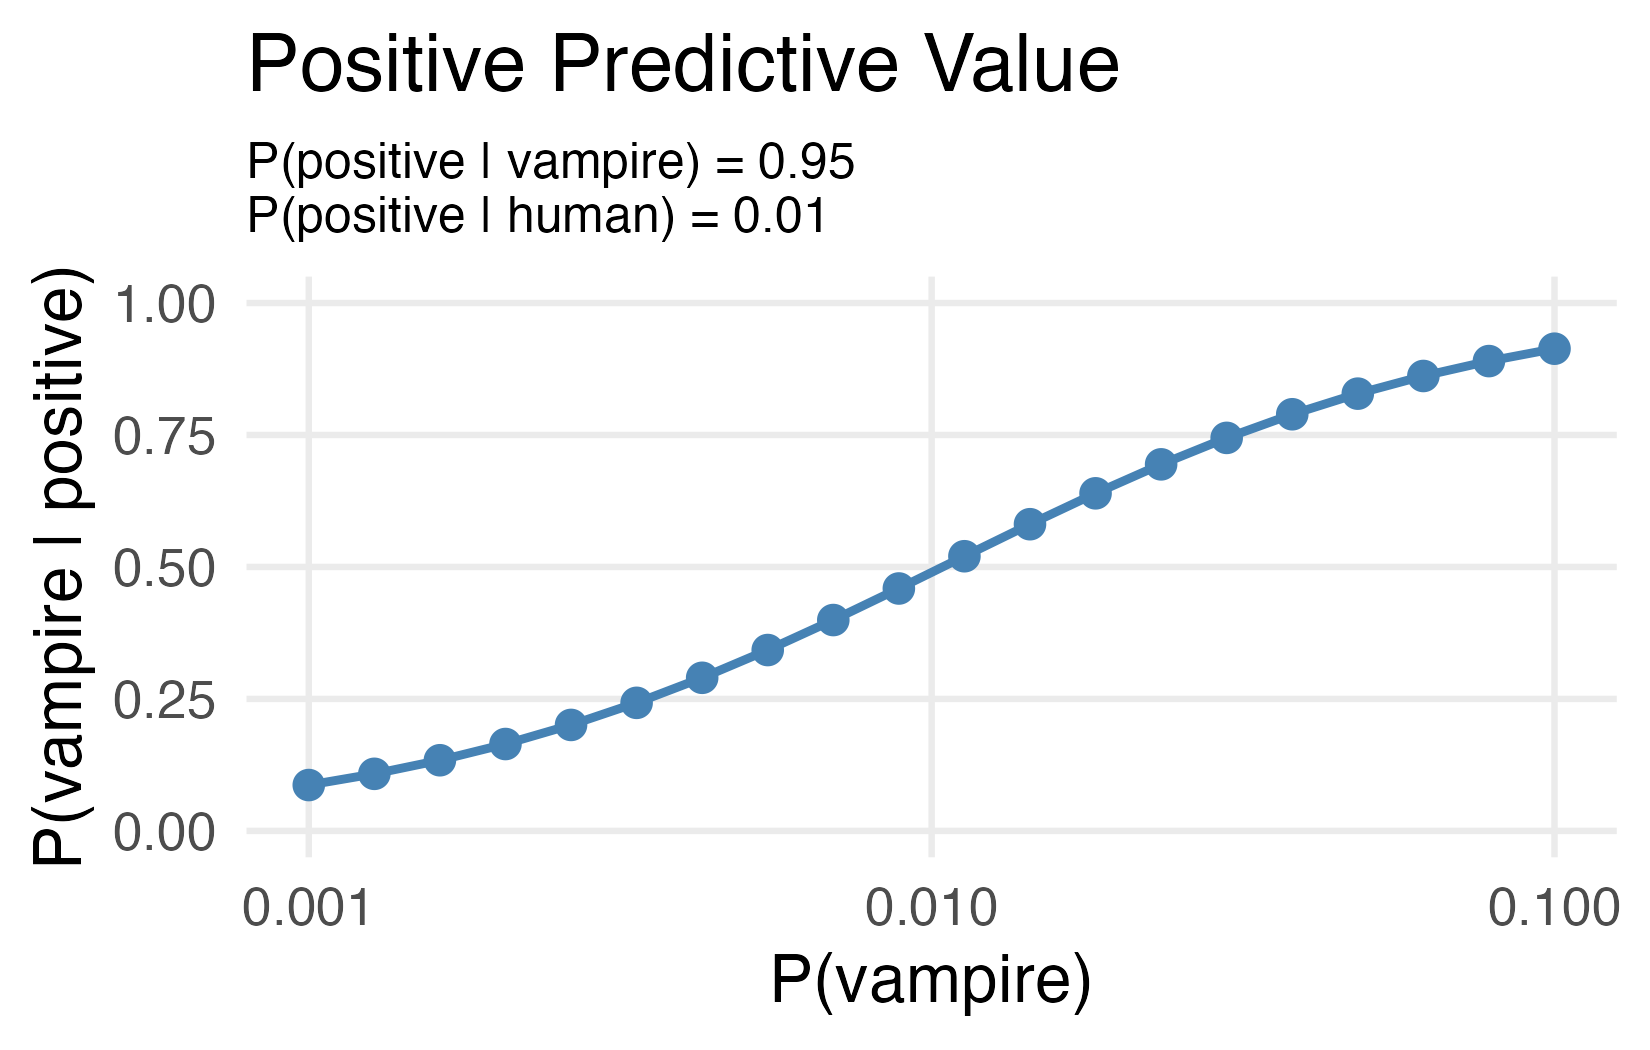 Positive Predictive Value
P(positive | vampire) = 0.95
P(positive | human) = 0.01
P(vampire | positive)
1.00
0.75
0.50
0.25
0.00
0.001 0.010 0.100
P(vampire)